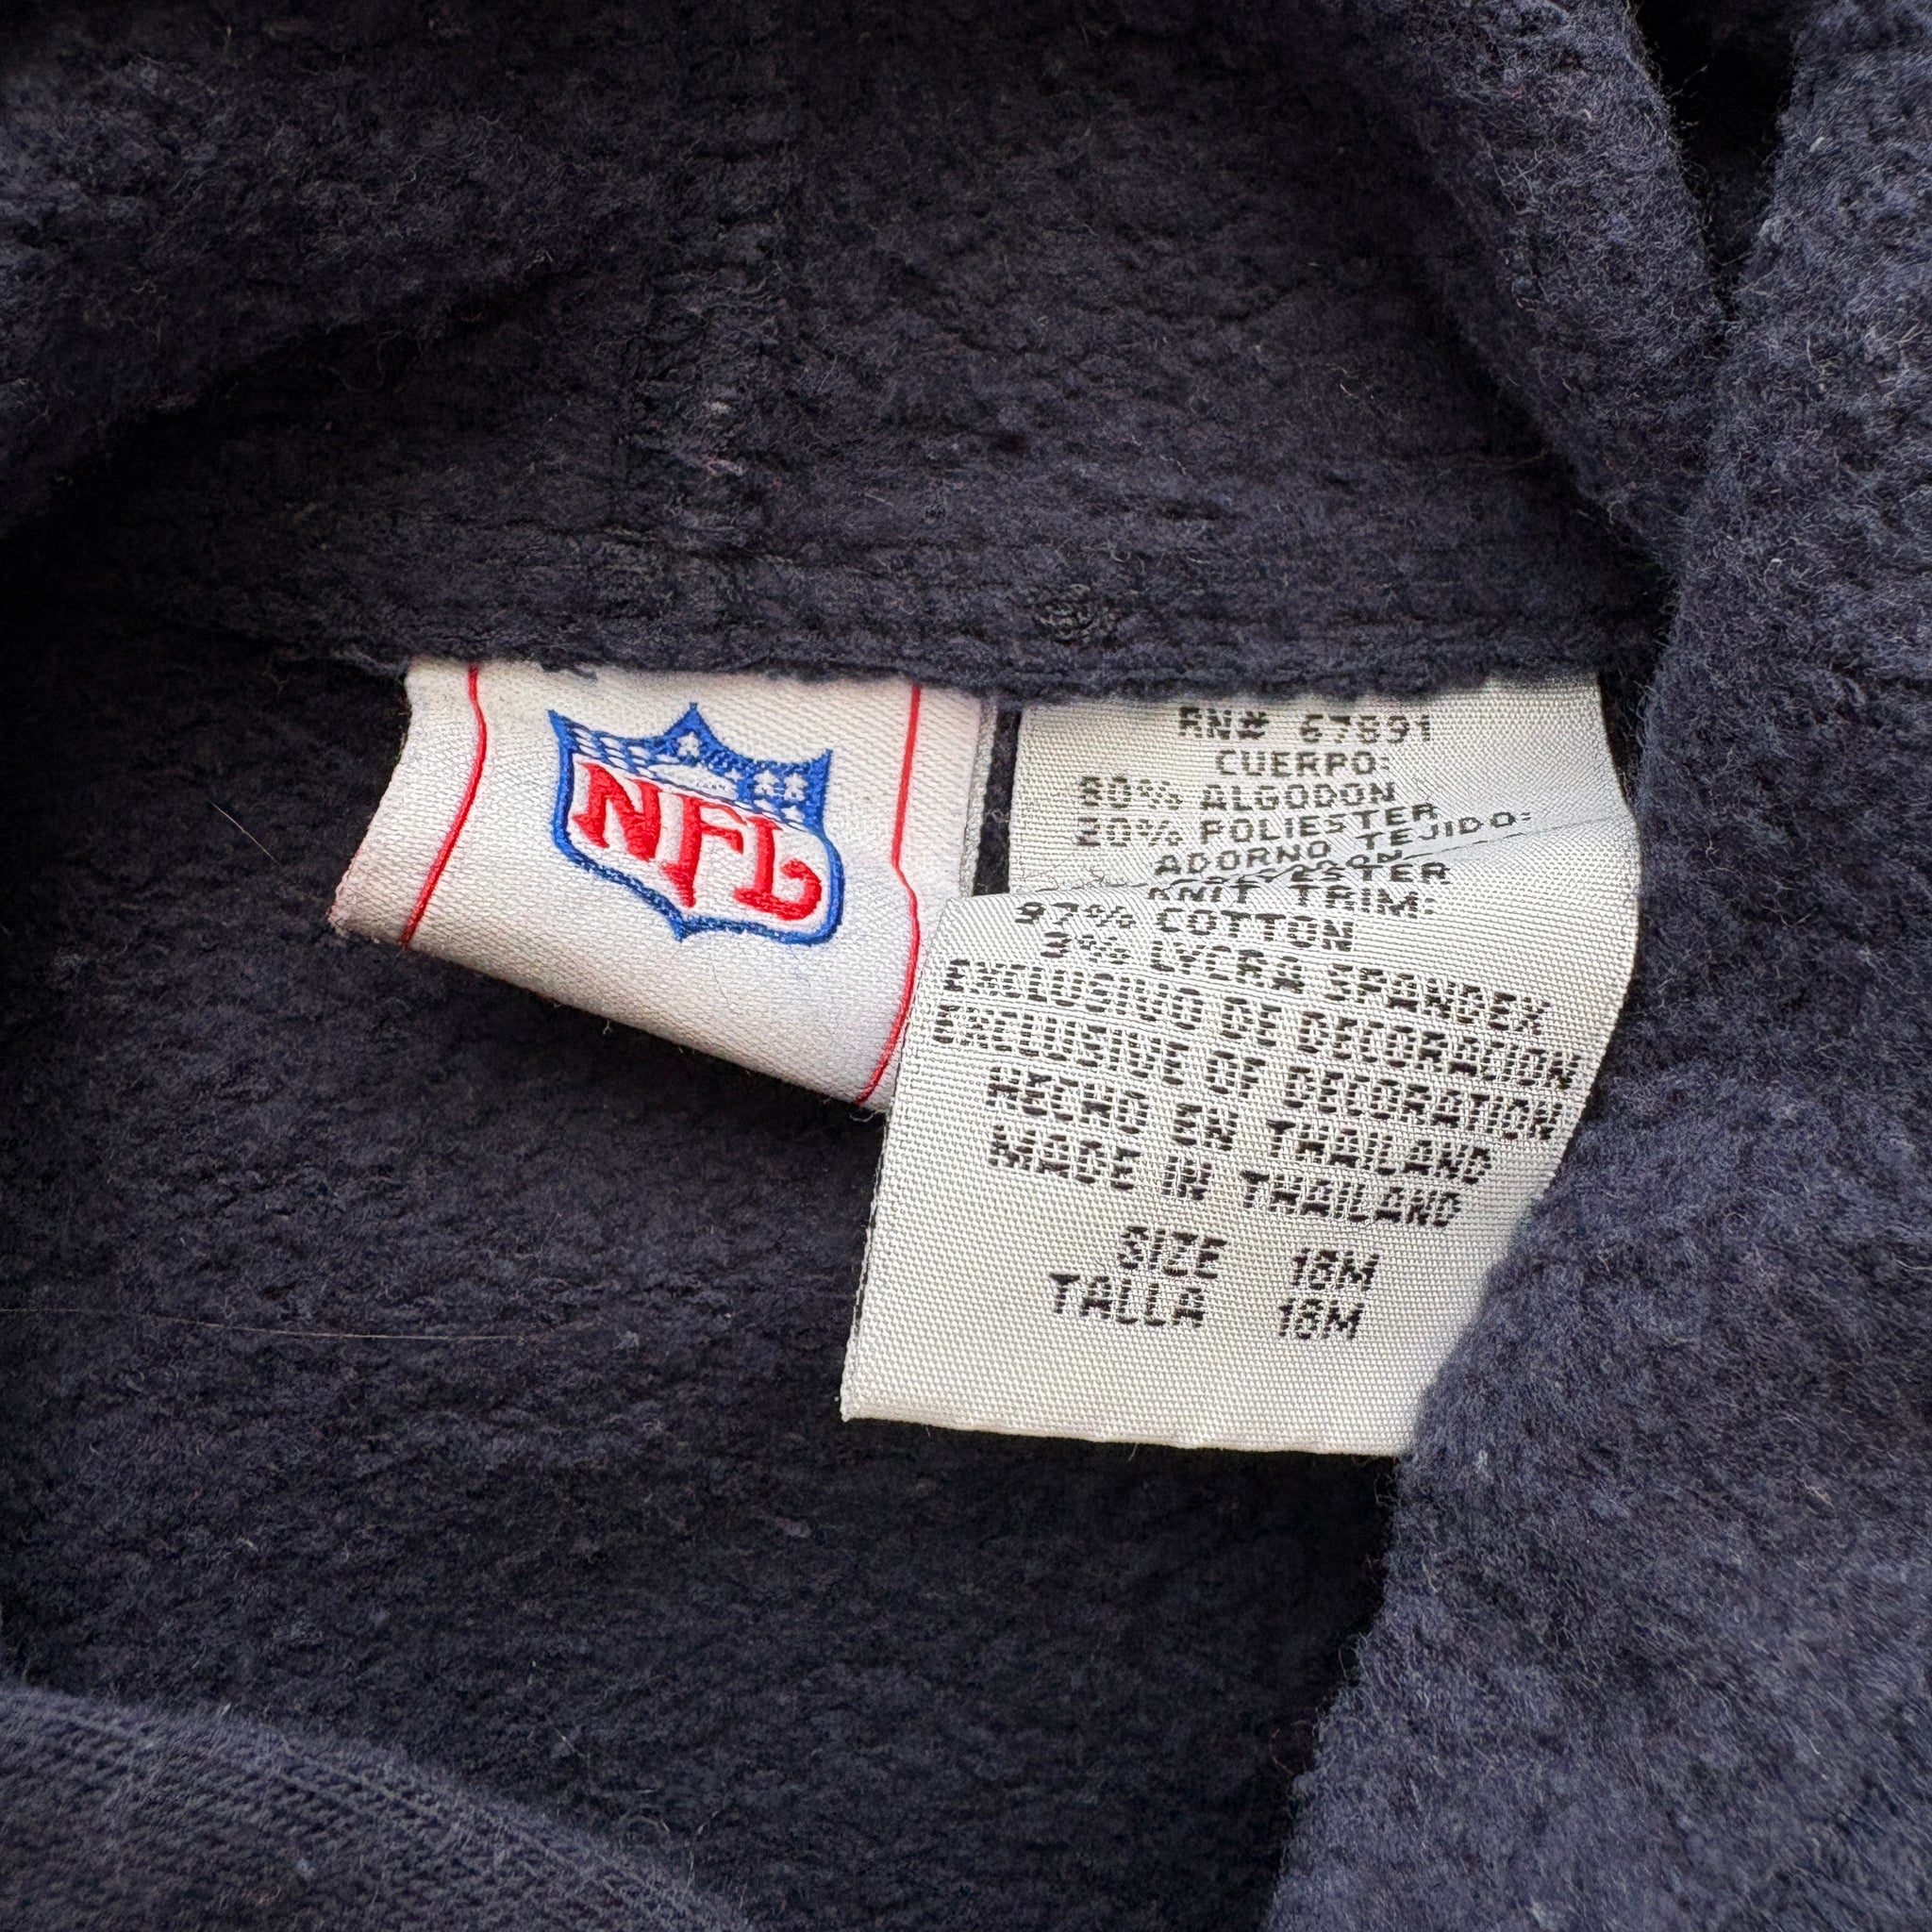 NFL
RN# 67891
CUERPO:
80% ALGODON
20% POLIESTER
ADORNO TEJIDO:
KNIT TRIM:
97% COTTON
3% LYCRA SPANDEX
EXCLUSIVO DE DECORACION
EXCLUSIVE OF DECORATION
HECHO EN THAILAND
MADE IN THAILAND
SIZE 18M
TALLA 18M